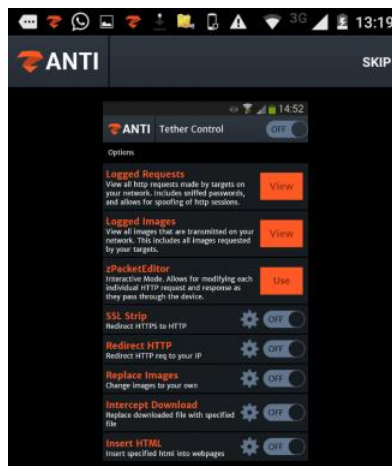 3G 13:19
ANTI
SKIP
14:52
ANTI Tether Control OFF
Options
Logged Requests
View all http requests made by targets on
your network. Includes sniffed passwords,
and allows for spoofing of http sessions.
View
Logged Images
View all images that are transmitted on your
network. This includes all images requested
by your targets.
View
zPacketEditor
Interactive Mode. Allows for modifying each
individual HTTP request and response as
they pass through the device.
Use
SSL Strip
Redirect HTTPS to HTTP
OFF
Redirect HTTP
Redirect HTTP req to your IP
OFF
Replace Images
Change images to your own
OFF
Intercept Download
Replace downloaded file with specified
file
OFF
Insert HTML
Insert specified html into webpages
OFF